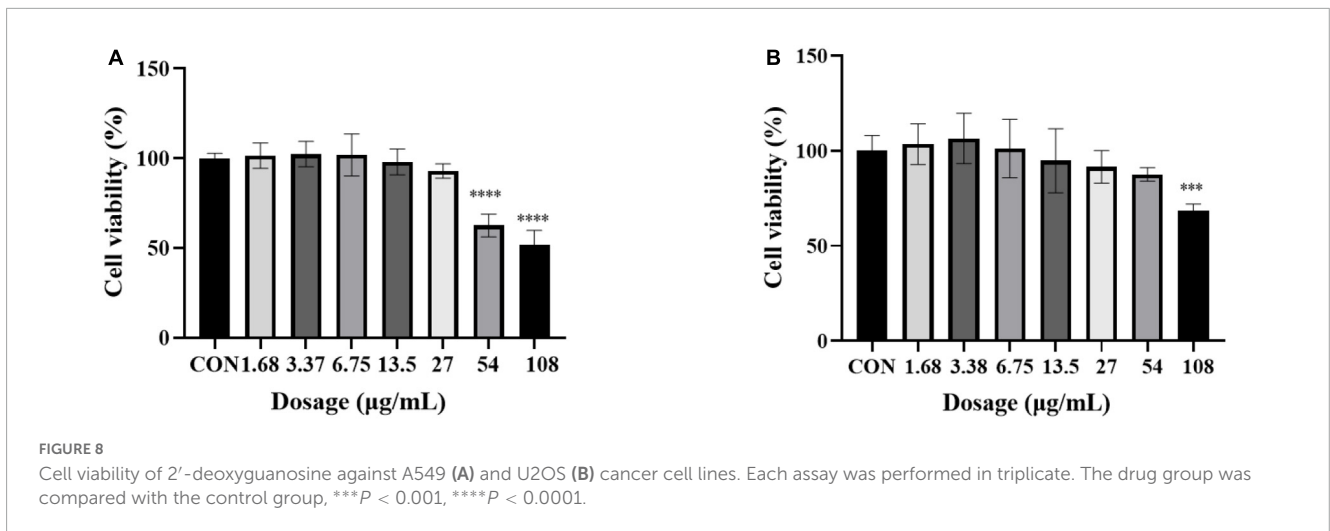 A
150
100
50
0
Cell viability (%)
****
****
CON 1.68 3.37 6.75 13.5 27 54 108
Dosage (µg/mL)
B
150
100
50
0
Cell viability (%)
***
CON 1.68 3.38 6.75 13.5 27 54 108
Dosage (µg/mL)
FIGURE 8
Cell viability of 2′-deoxyguanosine against A549 (A) and U2OS (B) cancer cell lines. Each assay was performed in triplicate. The drug group was
compared with the control group, ***P < 0.001, ****P < 0.0001.